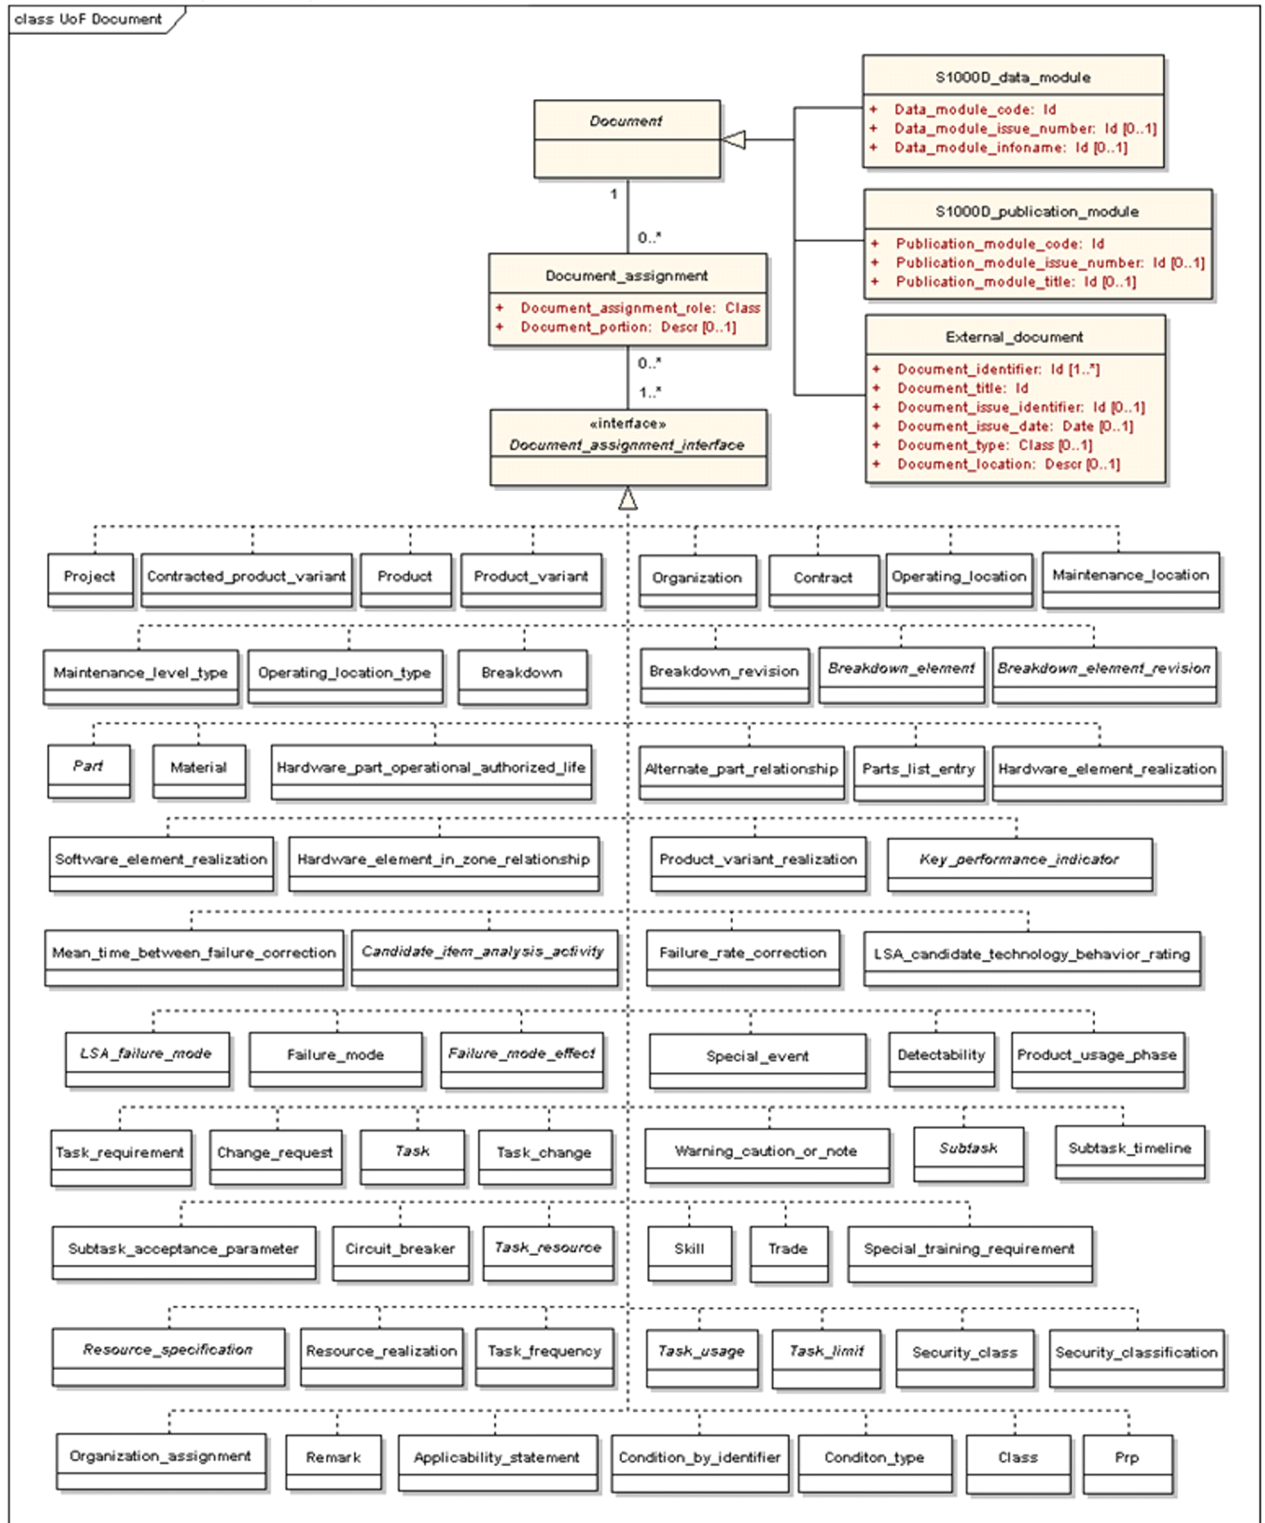 class UoF Document
S1000D_data_module
+ Data_module_code: Id
+ Data_module_issue_number: Id [0..1]
+ Data_module_infoname: Id [0..1]
Document
1
0..*
S1000D_publication_module
+ Publication_module_code: Id
+ Publication_module_issue_number: Id [0..1]
+ Publication_module_title: Id [0..1]
Document_assignment
+ Document_assignment_role: Class
+ Document_portion: Descr [0..1]
0..*
1..*
External_document
+ Document_identifier: Id [1..*]
+ Document_title: Id
+ Document_issue_identifier: Id [0..1]
+ Document_issue_date: Date [0..1]
+ Document_type: Class [0..1]
+ Document_location: Descr [0..1]
«interface»
Document_assignment_interface
Project Contracted_product_variant Product Product_variant Organization Contract Operating_location Maintenance_location
Maintenance_level_type Operating_location_type Breakdown Breakdown_revision Breakdown_element Breakdown_element_revision
Part Material Hardware_part_operational_authorized_life Alternate_part_relationship Parts_list_entry Hardware_element_realization
Software_element_realization Hardware_element_in_zone_relationship Product_variant_realization Key_performance_indicator
Mean_time_between_failure_correction Candidate_item_analysis_activity Failure_rate_correction LSA_candidate_technology_behavior_rating
LSA_failure_mode Failure_mode Failure_mode_effect Special_event Detectability Product_usage_phase
Task_requirement Change_request Task Task_change Warning_caution_or_note Subtask Subtask_timeline
Subtask_acceptance_parameter Circuit_breaker Task_resource Skill Trade Special_training_requirement
Resource_specification Resource_realization Task_frequency Task_usage Task_limit Security_class Security_classification
Organization_assignment Remark Applicability_statement Condition_by_identifier Conditon_type Class Prp